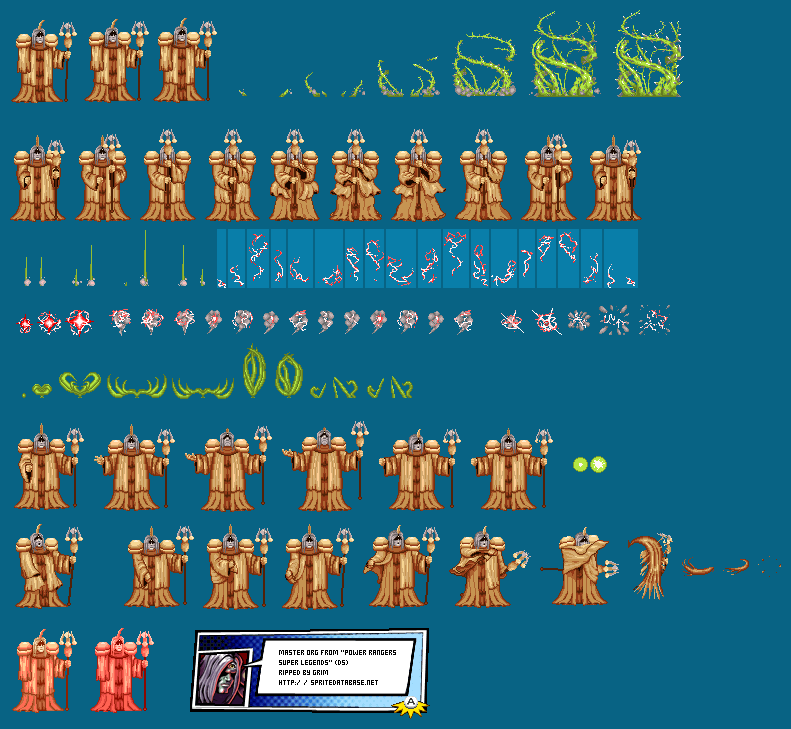 MASTER ORG FROM "POWER RANGERS
SUPER LEGENDS" (DS)
RIPPED BY GRIM
HTTP://SPRITEDATABASE.NET
A